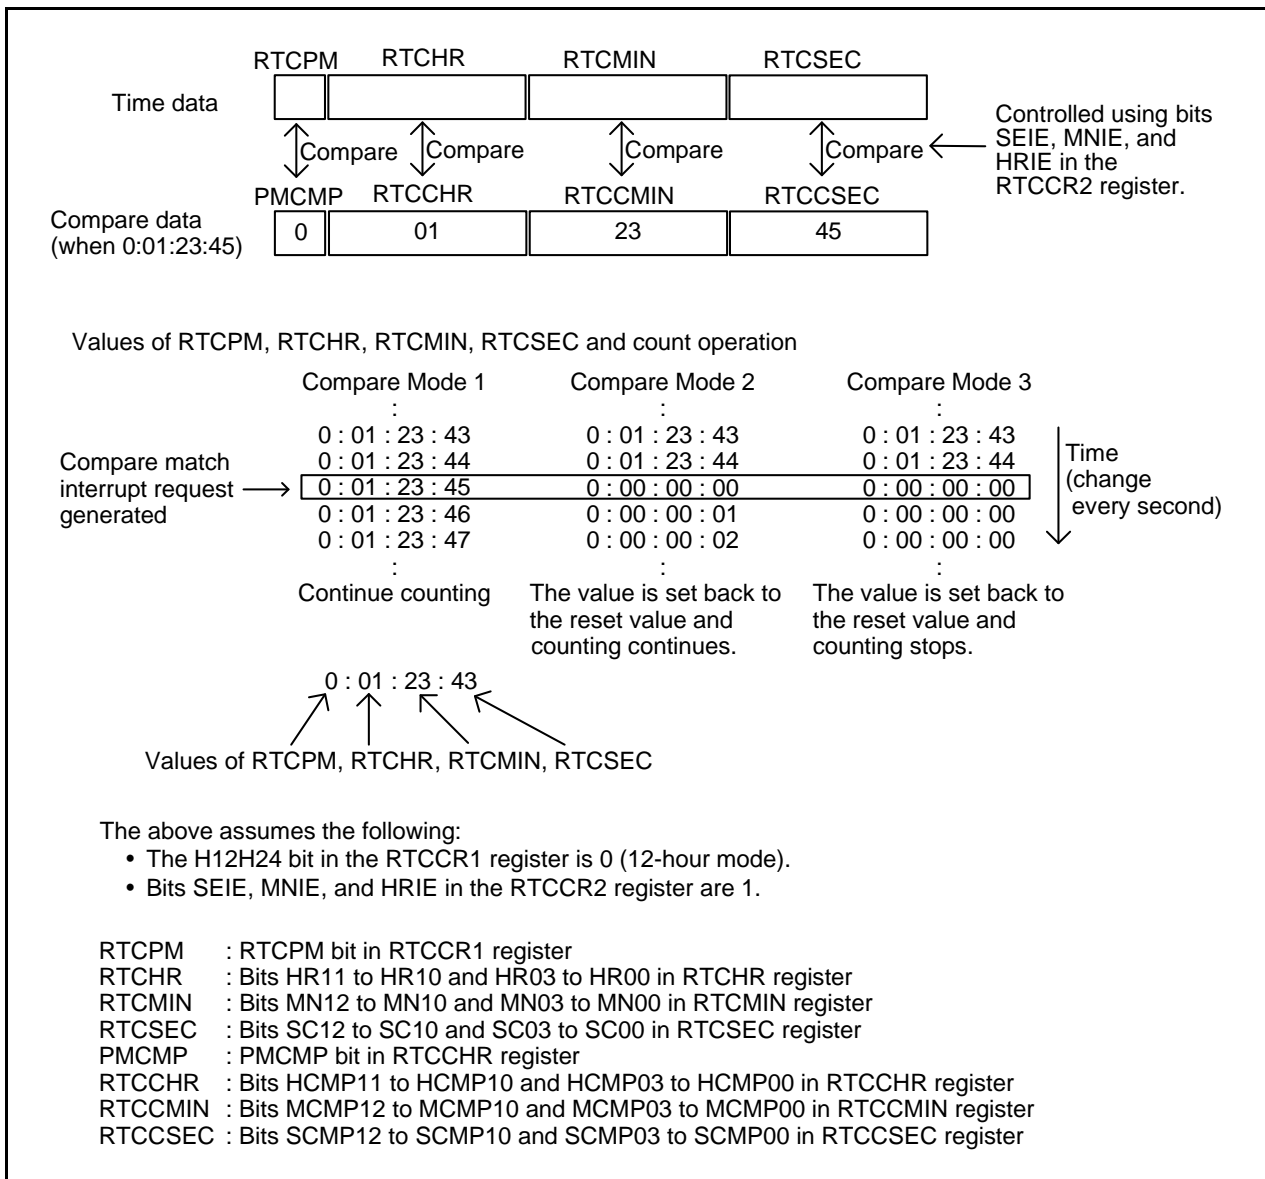 RTCPM RTCHR RTCMIN RTCSEC
Time data
Compare Compare Compare Compare
Controlled using bits
SEIE, MNIE, and
HRIE in the
RTCCR2 register.
PMCMP RTCCHR RTCCMIN RTCCSEC
Compare data
(when 0:01:23:45)
0 01 23 45
Values of RTCPM, RTCHR, RTCMIN, RTCSEC and count operation
Compare Mode 1 Compare Mode 2 Compare Mode 3
: : :
0 : 01 : 23 : 43 0 : 01 : 23 : 43 0 : 01 : 23 : 43
0 : 01 : 23 : 44 0 : 01 : 23 : 44 0 : 01 : 23 : 44
0 : 01 : 23 : 45 0 : 00 : 00 : 00 0 : 00 : 00 : 00
0 : 01 : 23 : 46 0 : 00 : 00 : 01 0 : 00 : 00 : 00
0 : 01 : 23 : 47 0 : 00 : 00 : 02 0 : 00 : 00 : 00
: : :
Compare match
interrupt request
generated
Time
(change
every second)
Continue counting
The value is set back to
the reset value and
counting continues.
The value is set back to
the reset value and
counting stops.
0 : 01 : 23 : 43
Values of RTCPM, RTCHR, RTCMIN, RTCSEC
The above assumes the following:
• The H12H24 bit in the RTCCR1 register is 0 (12-hour mode).
• Bits SEIE, MNIE, and HRIE in the RTCCR2 register are 1.
RTCPM : RTCPM bit in RTCCR1 register
RTCHR : Bits HR11 to HR10 and HR03 to HR00 in RTCHR register
RTCMIN : Bits MN12 to MN10 and MN03 to MN00 in RTCMIN register
RTCSEC : Bits SC12 to SC10 and SC03 to SC00 in RTCSEC register
PMCMP : PMCMP bit in RTCCHR register
RTCCHR : Bits HCMP11 to HCMP10 and HCMP03 to HCMP00 in RTCCHR register
RTCCMIN : Bits MCMP12 to MCMP10 and MCMP03 to MCMP00 in RTCCMIN register
RTCCSEC : Bits SCMP12 to SCMP10 and SCMP03 to SCMP00 in RTCCSEC register